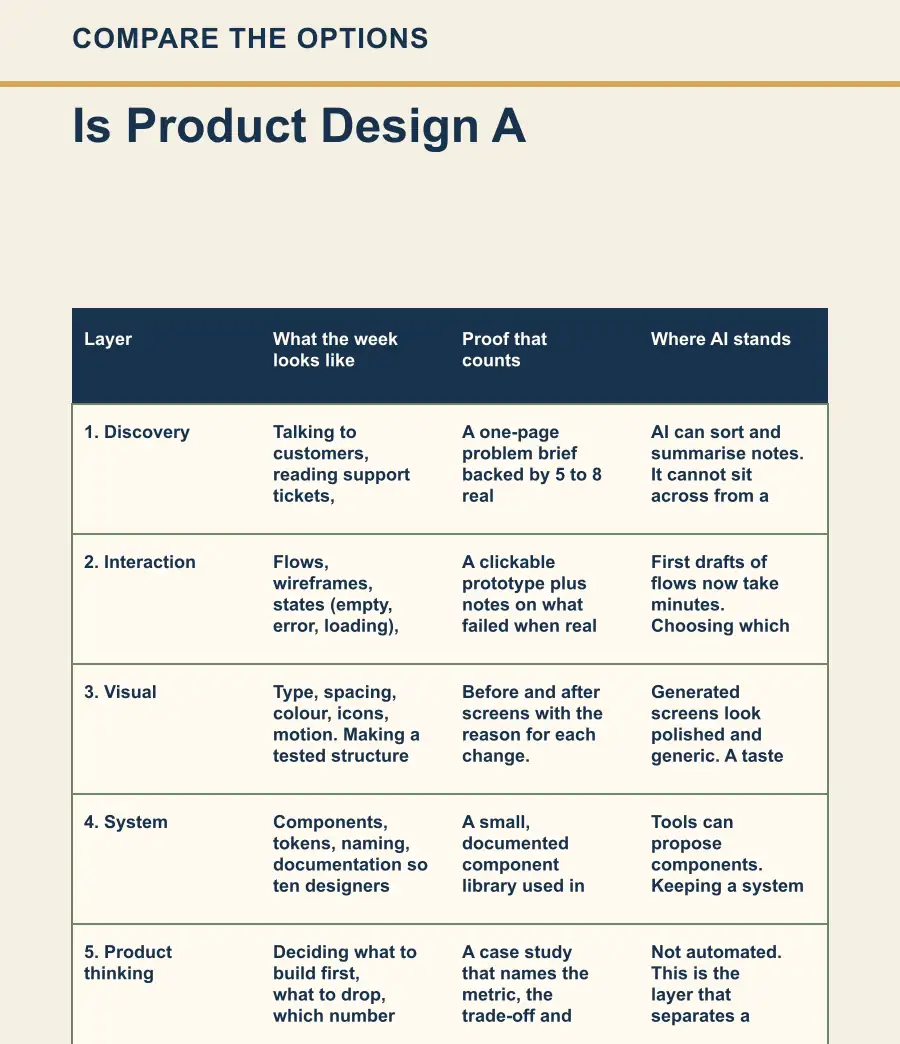 COMPARE THE OPTIONS
Is Product Design A
Layer
What the week
looks like
Proof that
counts
Where AI stands
1. Discovery
Talking to
customers,
reading support
tickets,
A one-page
problem brief
backed by 5 to 8
real
AI can sort and
summarise notes.
It cannot sit
across from a
2. Interaction
Flows,
wireframes,
states (empty,
error, loading),
A clickable
prototype plus
notes on what
failed when real
First drafts of
flows now take
minutes.
Choosing which
3. Visual
Type, spacing,
colour, icons,
motion. Making a
tested structure
Before and after
screens with the
reason for each
change.
Generated
screens look
polished and
generic. A taste
4. System
Components,
tokens, naming,
documentation so
ten designers
A small,
documented
component
library used in
Tools can
propose
components.
Keeping a system
5. Product
thinking
Deciding what to
build first,
what to drop,
which number
A case study
that names the
metric, the
trade-off and
Not automated.
This is the
layer that
separates a